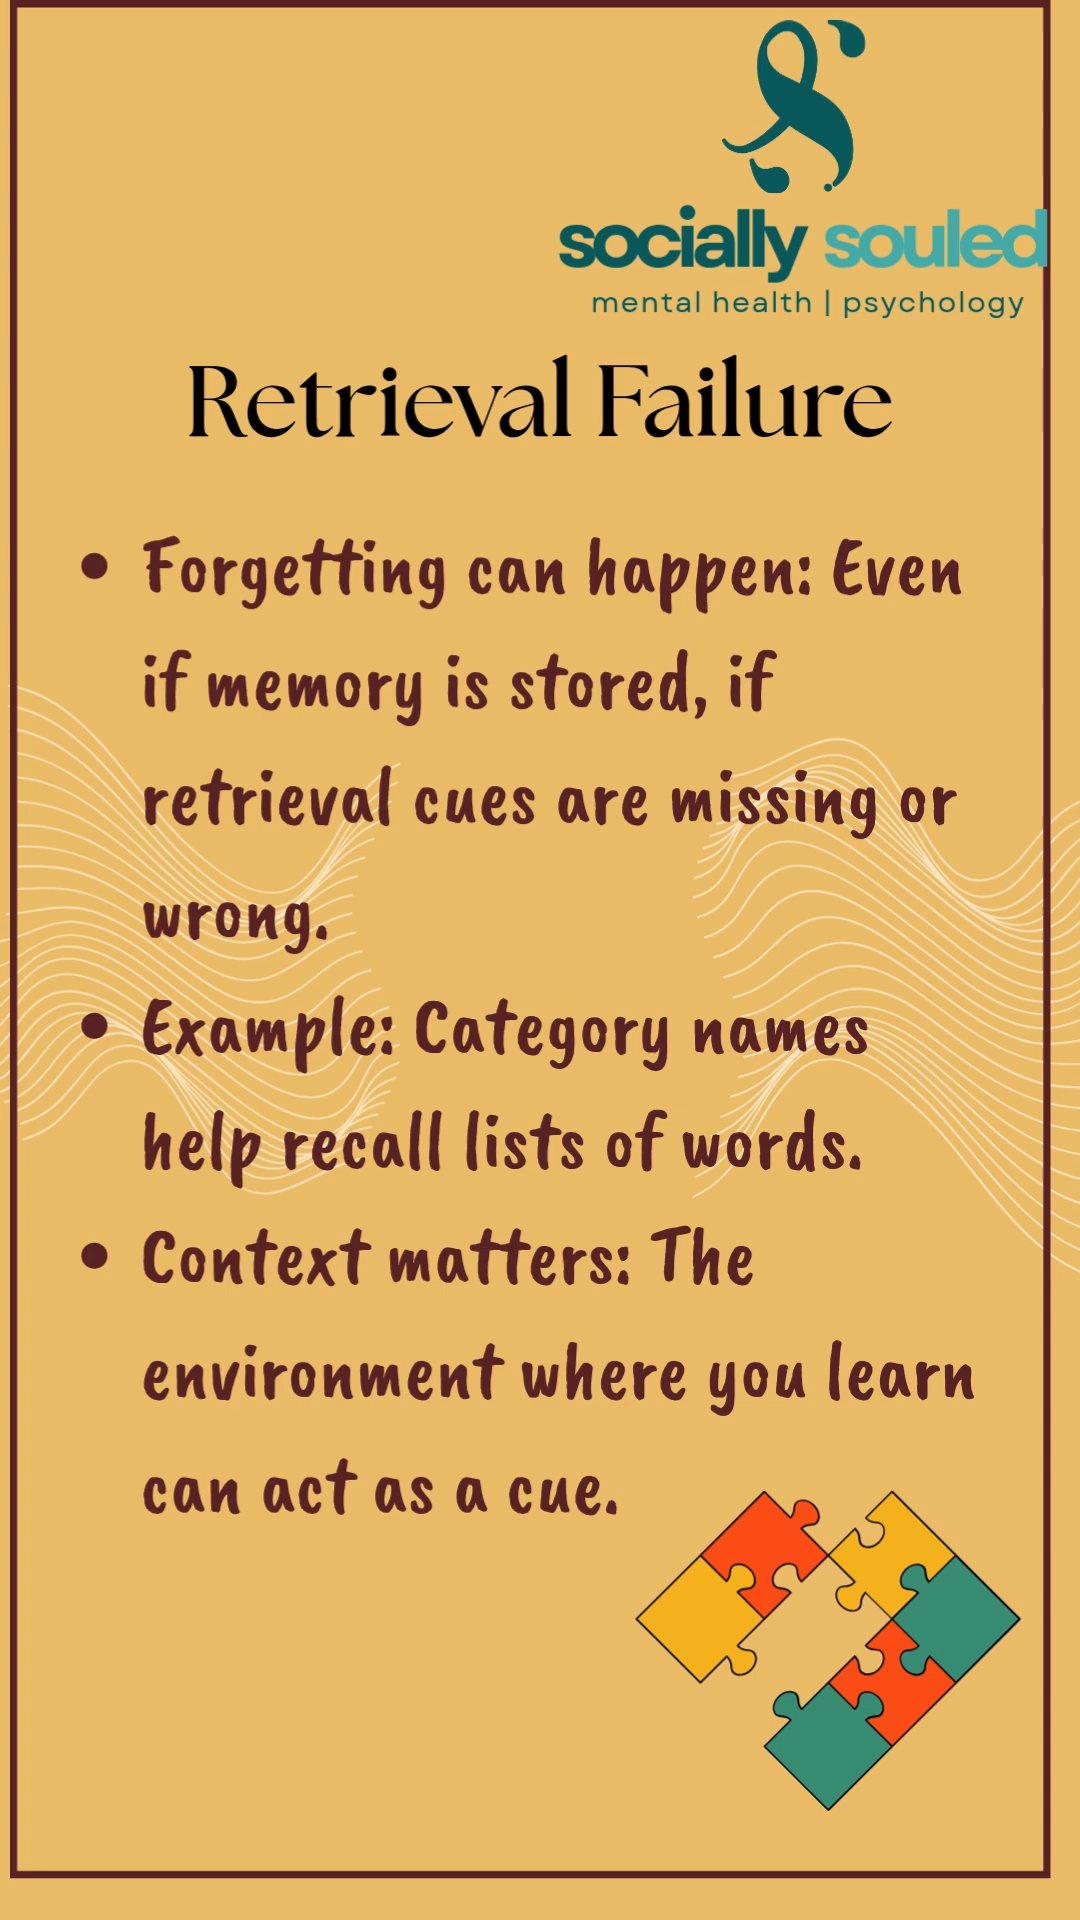 socially souled
mental health | psychology
Retrieval Failure
• Forgetting can happen: Even
if memory is stored, if
retrieval cues are missing or
wrong.
• Example: Category names
help recall lists of words.
• Context matters: The
environment where you learn
can act as a cue.